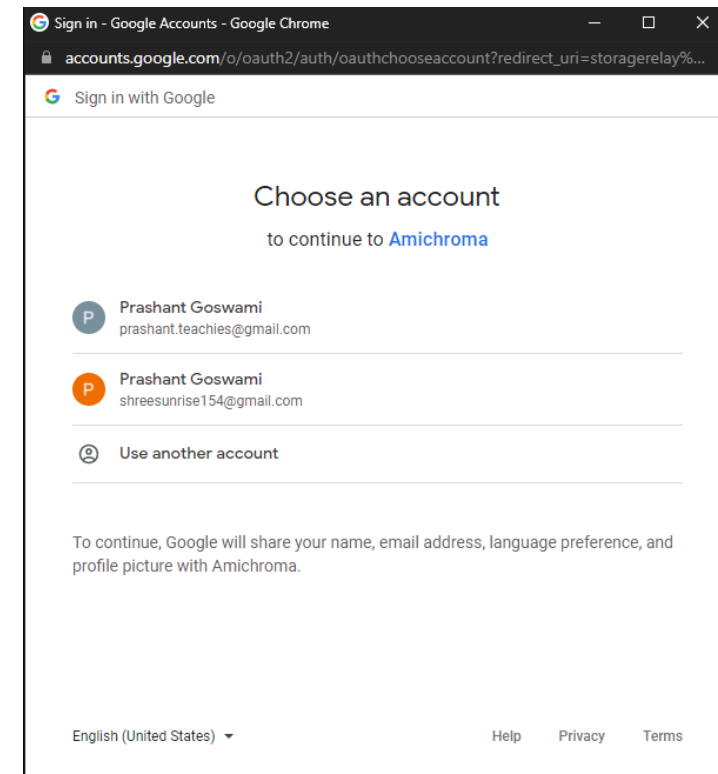 Sign in - Google Accounts - Google Chrome
accounts.google.com/o/oauth2/auth/oauthchooseaccount?redirect_uri=storagerelay%...
Sign in with Google
Choose an account
to continue to Amichroma
P
Prashant Goswami
prashant.teachies@gmail.com
P
Prashant Goswami
shreesunrise154@gmail.com
Use another account
To continue, Google will share your name, email address, language preference, and
profile picture with Amichroma.
English (United States) Help Privacy Terms